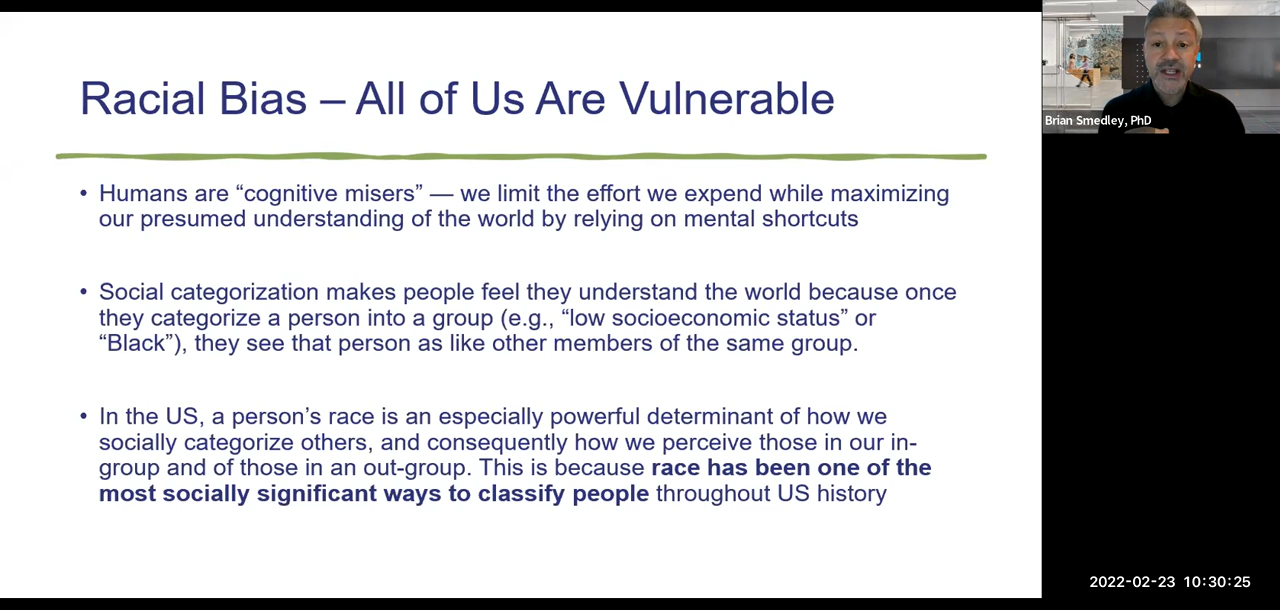 Racial Bias – All of Us Are Vulnerable
• Humans are “cognitive misers” — we limit the effort we expend while maximizing
our presumed understanding of the world by relying on mental shortcuts
• Social categorization makes people feel they understand the world because once
they categorize a person into a group (e.g., “low socioeconomic status” or
“Black”), they see that person as like other members of the same group.
• In the US, a person’s race is an especially powerful determinant of how we
socially categorize others, and consequently how we perceive those in our in-
group and of those in an out-group. This is because race has been one of the
most socially significant ways to classify people throughout US history
Brian Smedley, PhD
2022-02-23 10:30:25